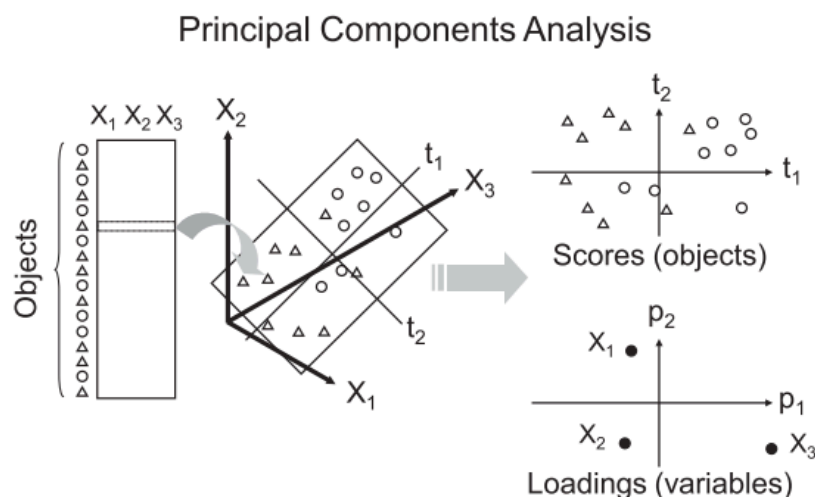 Principal Components Analysis
X₁ X₂ X₃
Objects
X₂
t₁
X₃
t₂
X₁
t₂
t₁
Scores (objects)
p₂
X₁
p₁
X₂
X₃
Loadings (variables)